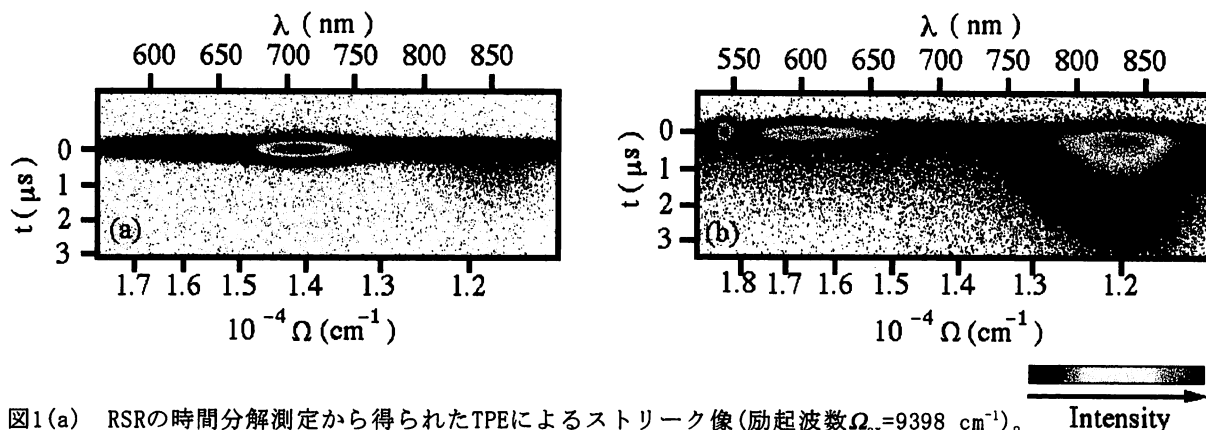 λ ( nm )
600 650 700 750 800 850
t ( μs )
0
1
2
3
(a)
1.7 1.6 1.5 1.4 1.3 1.2
10 ⁻⁴ Ω (cm⁻¹)
λ ( nm )
550 600 650 700 750 800 850
t ( μs )
0
1
2
3
(b)
1.8 1.7 1.6 1.5 1.4 1.3 1.2
10 ⁻⁴ Ω (cm⁻¹)
Intensity
図1(a) RSRの時間分解測定から得られたTPEによるストリーク像(励起波数Ωₑₓ=9398 cm⁻¹)。